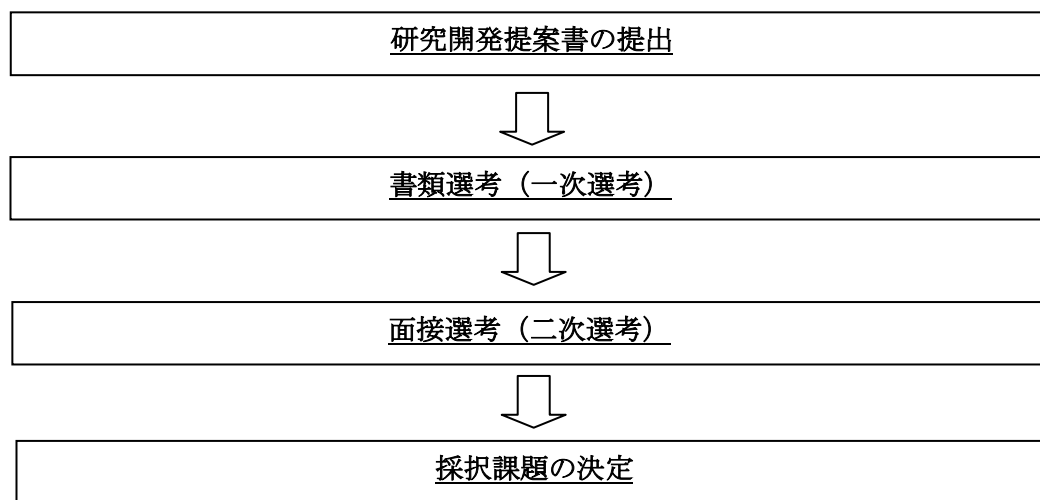 研究開発提案書の提出
書類選考（一次選考）
面接選考（二次選考）
採択課題の決定